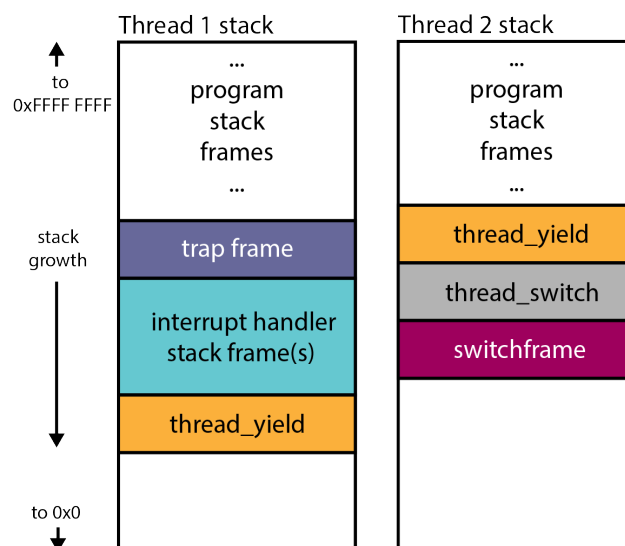 Thread 1 stack
Thread 2 stack
to
0xFFFF FFFF
...
program
stack
frames
...
...
program
stack
frames
...
stack
growth
trap frame
interrupt handler
stack frame(s)
thread_yield
thread_yield
thread_switch
switchframe
to 0x0